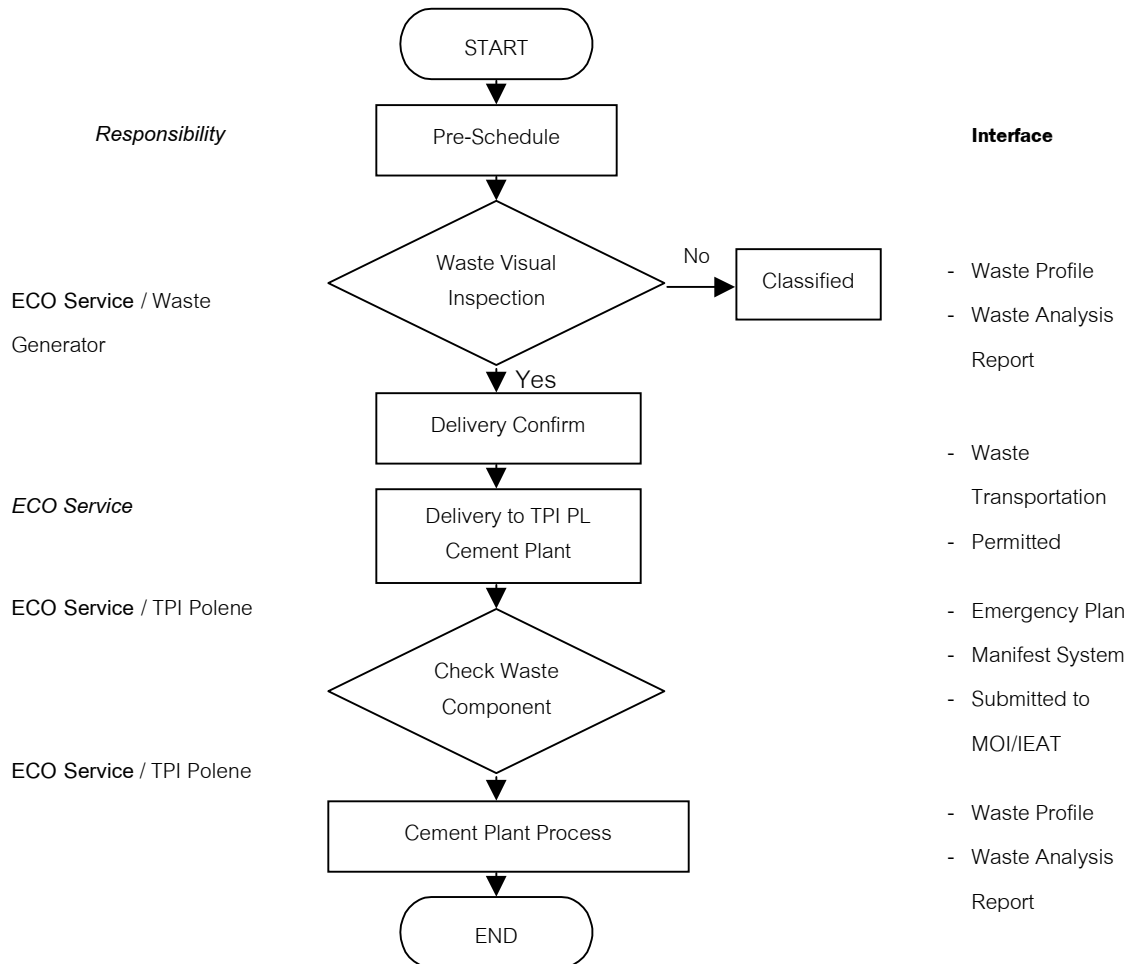 START
Responsibility
Pre-Schedule
Interface
Waste Visual
Inspection
No
Classified
- Waste Profile
- Waste Analysis
Report
ECO Service / Waste
Generator
Yes
Delivery Confirm
- Waste
Transportation
- Permitted
ECO Service
Delivery to TPI PL
Cement Plant
ECO Service / TPI Polene
- Emergency Plan
- Manifest System
- Submitted to
MOI/IEAT
Check Waste
Component
ECO Service / TPI Polene
Cement Plant Process
- Waste Profile
- Waste Analysis
Report
END